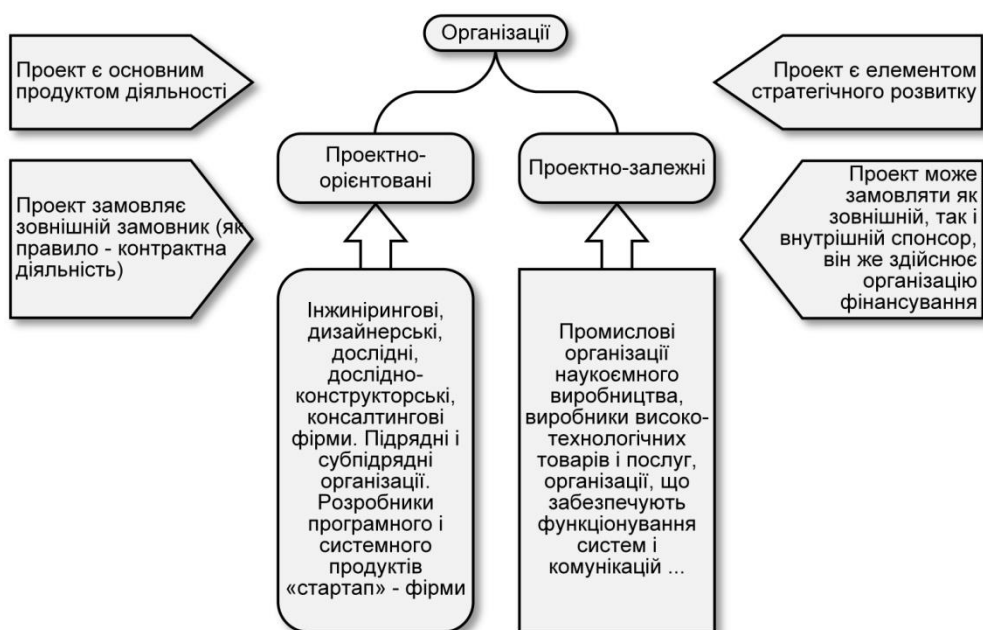 Організації
Проект є основним
продуктом діяльності
Проект є елементом
стратегічного розвитку
Проектно-
орієнтовані
Проектно-залежні
Проект замовляє
зовнішній замовник (як
правило - контрактна
діяльність)
Проект може
замовляти як
зовнішній, так і
внутрішній спонсор,
він же здійснює
організацію
фінансування
Інжинірингові,
дизайнерські,
дослідні,
дослідно-
конструкторські,
консалтингові
фірми. Підрядні і
субпідрядні
організації.
Розробники
програмного і
системного
продуктів
«стартап» - фірми
Промислові
організації
наукоємного
виробництва,
виробники високо-
технологічних
товарів і послуг,
організації, що
забезпечують
функціонування
систем і
комунікацій ...